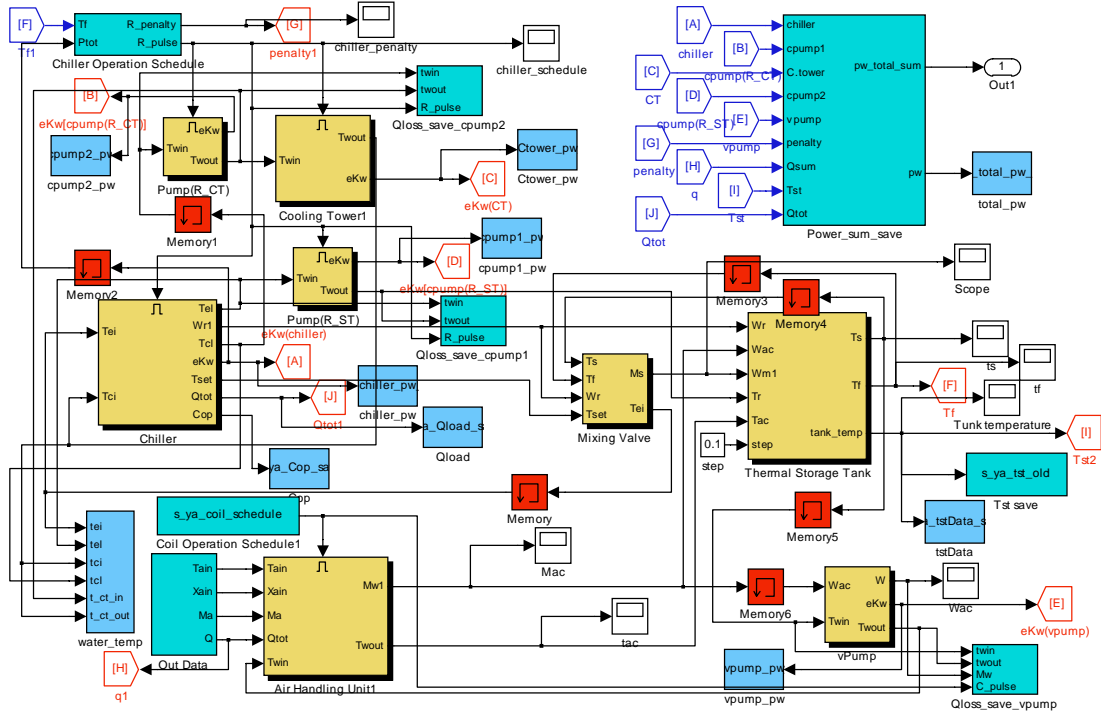 [F]
Tf1
Tf
Ptot
R_penalty
R_pulse
Chiller Operation Schedule
[G]
penalty1
chiller_penalty
chiller_schedule
[A]
chiller
[B]
cpump(R_CT)
[C]
CT
[D]
cpump(R_ST)
[E]
vpump
[G]
penalty
[H]
q
[I]
Tst
[J]
Qtot
chiller
cpump1
C.tower
cpump2
vpump
penalty
Qsum
Tst
Qtot
pw_total_sum
pw
Power_sum_save
1
Out1
_total_pw_
total_pw
[B]
eKw[cpump(R_CT)]
cpump2_pw
cpump2_pw
Twin
eKw
Twout
Pump(R_CT)
Twin
Twout
eKw
Cooling Tower1
twin
twout
R_pulse
Qloss_save_cpump2
Ctower_pw
Ctower_pw
[C]
eKw(CT)
Memory1
Memory2
Twin
eKw
Twout
Pump(R_ST)
cpump1_pw
cpump1_pw
[D]
eKw[cpump(R_ST)]
twin
twout
R_pulse
Qloss_save_cpump1
Tei
Tci
Tel
Wr1
Tcl
eKw
Tset
Qtot
Cop
Chiller
eKw(chiller)
[A]
[J]
Qtot1
chiller_pw
chiller_pw
a_Qload_s
Qload
ya_Cop_sa
Ts
Tf
Wr
Tset
Ms
Tei
Mixing Valve
Memory3
Memory4
Scope
Wr
Wac
Wm1
Tr
Tac
step
Ts
Tf
tank_temp
Thermal Storage Tank
0.1
step
ts
tf
[F]
Tf
Tunk temperature
[I]
Tst2
s_ya_tst_old
Tst save
a_tstData_s
tstData
Memory
Memory5
s_ya_coil_schedule
Coil Operation Schedule1
tei
tel
tci
tcl
t_ct_in
t_ct_out
water_temp
Tain
Xain
Ma
Q
Out Data
[H]
q1
Tain
Xain
Ma
Qtot
Twin
Mw1
Twout
Air Handling Unit1
Mac
tac
Memory6
Wac
Twin
W
eKw
Twout
vPump
Wac
[E]
eKw(vpump)
vpump_pw
vpump_pw
twin
twout
Mw
C_pulse
Qloss_save_vpump